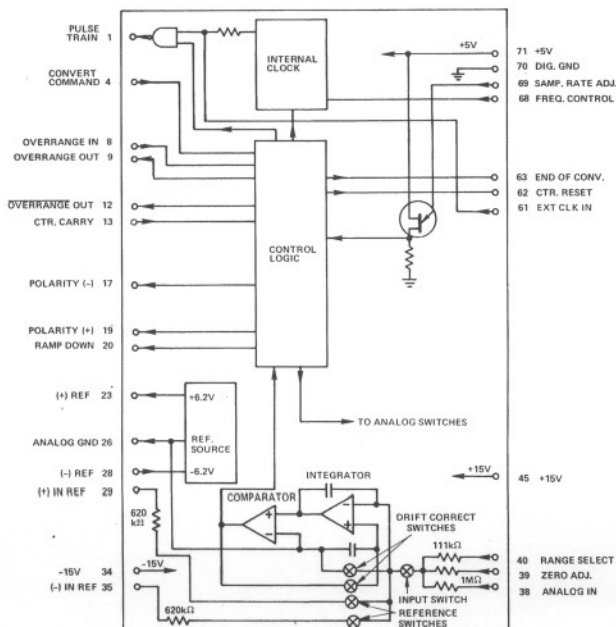 PULSE
TRAIN 1
CONVERT
COMMAND 4
OVERRANGE IN 8
OVERRANGE OUT 9
OVERRANGE OUT 12
CTR. CARRY 13
POLARITY (–) 17
POLARITY (+) 19
RAMP DOWN 20
(+) REF 23
ANALOG GND 26
(–) REF 28
(+) IN REF 29
-15V 34
(–) IN REF 35
INTERNAL
CLOCK
CONTROL
LOGIC
+6.2V
REF.
SOURCE
-6.2V
620
kΩ
-15V
620kΩ
COMPARATOR
INTEGRATOR
+
–
–
+
DRIFT CORRECT
SWITCHES
INPUT SWITCH
REFERENCE
SWITCHES
TO ANALOG SWITCHES
+5V
+15V
111kΩ
1MΩ
71 +5V
70 DIG. GND
69 SAMP. RATE ADJ.
68 FREQ. CONTROL
63 END OF CONV.
62 CTR. RESET
61 EXT CLK IN
45 +15V
40 RANGE SELECT
39 ZERO ADJ.
38 ANALOG IN